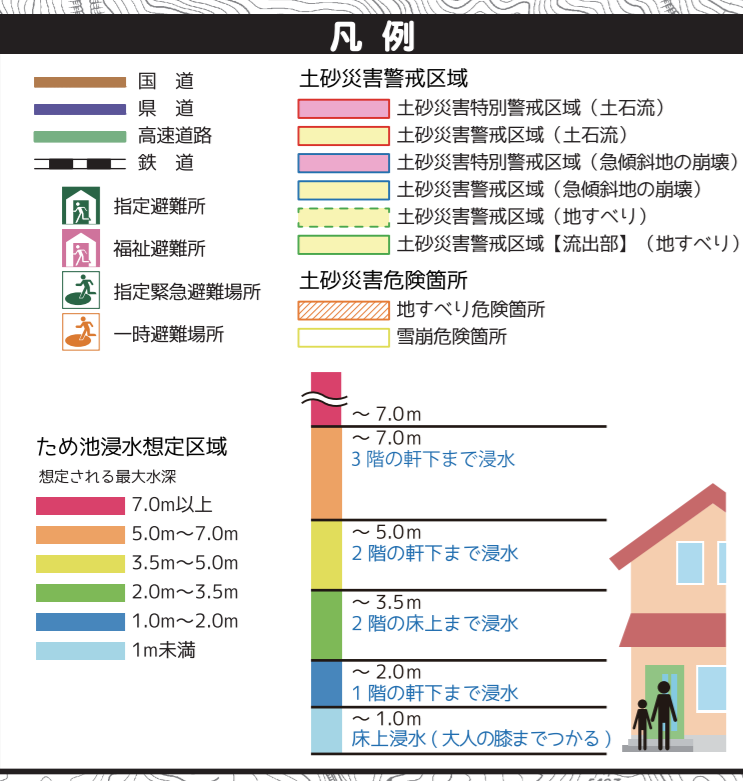 凡 例
国 道
県 道
高速道路
鉄 道
指定避難所
福祉避難所
指定緊急避難場所
一時避難場所
土砂災害警戒区域
土砂災害特別警戒区域（土石流）
土砂災害警戒区域（土石流）
土砂災害特別警戒区域（急傾斜地の崩壊）
土砂災害警戒区域（急傾斜地の崩壊）
土砂災害警戒区域（地すべり）
土砂災害警戒区域【流出部】（地すべり）
土砂災害危険箇所
地すべり危険箇所
雪崩危険箇所
ため池浸水想定区域
想定される最大水深
7.0m以上
5.0m～7.0m
3.5m～5.0m
2.0m～3.5m
1.0m～2.0m
1m未満
～ 7.0m
～ 7.0m
3 階の軒下まで浸水
～ 5.0m
2 階の軒下まで浸水
～ 3.5m
2 階の床上まで浸水
～ 2.0m
1 階の軒下まで浸水
～ 1.0m
床上浸水 ( 大人の膝までつかる )